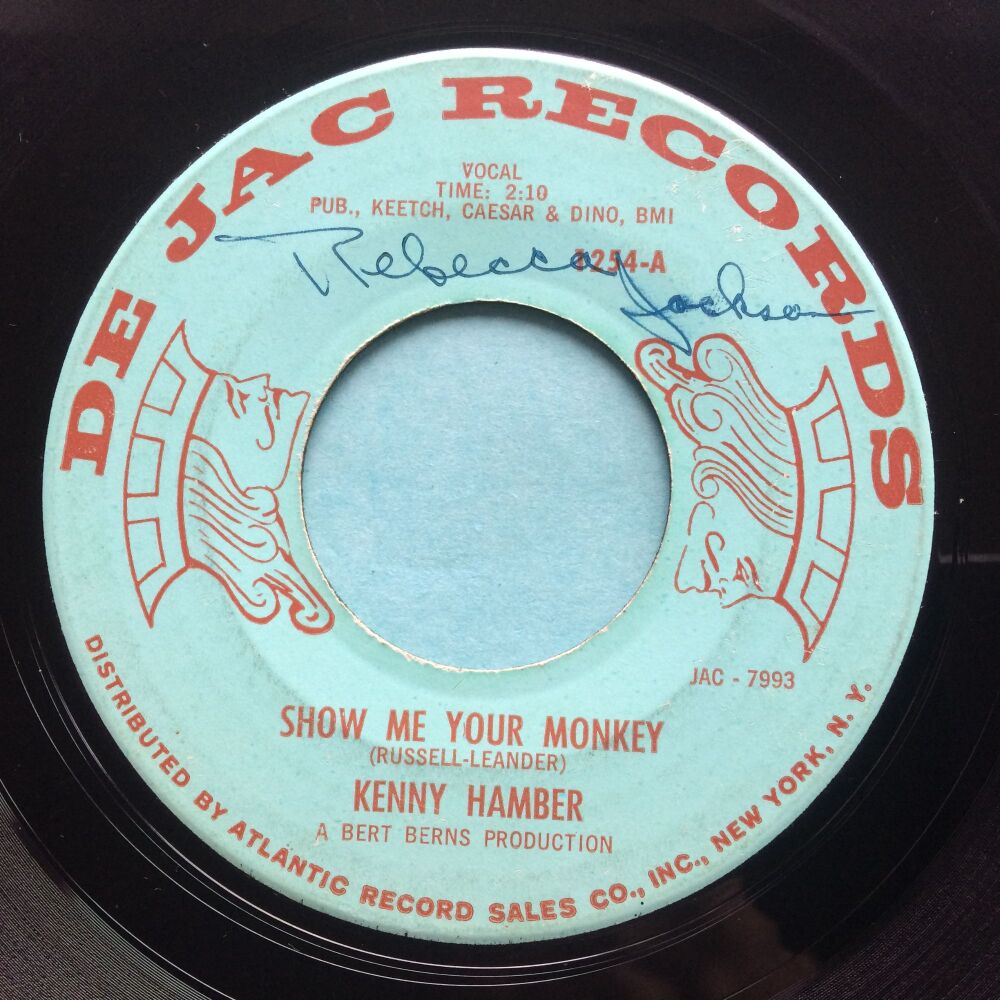 DE JAC RECORDS
VOCAL
TIME: 2:10
PUB., KEETCH, CAESAR & DINO, BMI
1254-A
Rebecca Jackson
JAC - 7993
SHOW ME YOUR MONKEY
(RUSSELL-LEANDER)
KENNY HAMBER
A BERT BERNS PRODUCTION
DISTRIBUTED BY ATLANTIC RECORD SALES CO., INC., NEW YORK, N. Y.